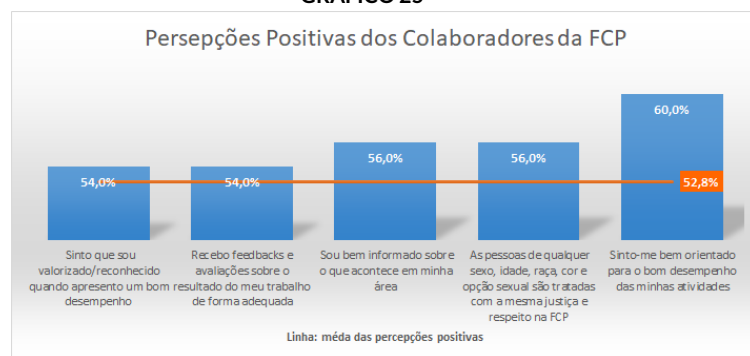 Persepções Positivas dos Colaboradores da FCP
60,0%
56,0%
56,0%
54,0%
54,0%
52,8%
Sinto que sou
valorizado/reconhecido
quando apresento um bom
desempenho
Recebo feedbacks e
avaliações sobre o
resultado do meu trabalho
de forma adequada
Sou bem informado sobre
o que acontece em minha
área
As pessoas de qualquer
sexo, idade, raça, cor e
opção sexual são tratadas
com a mesma justiça e
respeito na FCP
Sinto-me bem orientado
para o bom desempenho
das minhas atividades
Linha: méda das percepções positivas